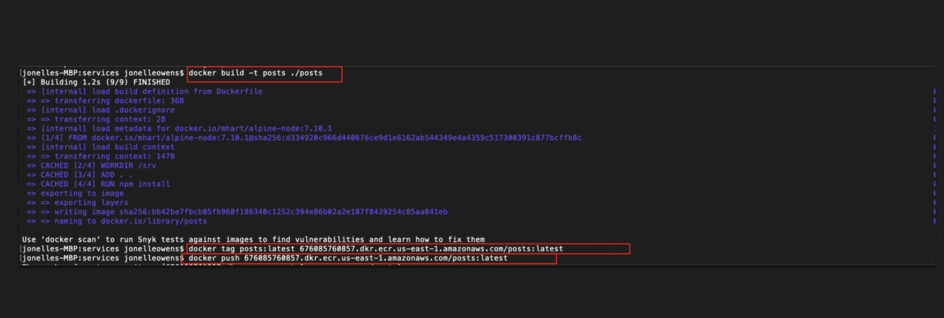 [jonelles-MBP:services jonelleowens$ docker build -t posts ./posts
[+] Building 1.2s (9/9) FINISHED
=> [internal] load build definition from Dockerfile
=> => transferring dockerfile: 36B
=> [internal] load .dockerignore
=> => transferring context: 2B
=> [internal] load metadata for docker.io/mhart/alpine-node:7.10.1
=> [1/4] FROM docker.io/mhart/alpine-node:7.10.1@sha256:d334920c966d440676ce9d1e6162ab544349e4a4359c517300391c877bcffb8c
=> [internal] load build context
=> => transferring context: 147B
=> CACHED [2/4] WORKDIR /srv
=> CACHED [3/4] ADD . .
=> CACHED [4/4] RUN npm install
=> exporting to image
=> => exporting layers
=> => writing image sha256:bb42be7fbcb05fb960f186340c1252c394e86b02a2e187f8439254c85aa041eb
=> => naming to docker.io/library/posts
Use 'docker scan' to run Snyk tests against images to find vulnerabilities and learn how to fix them
[jonelles-MBP:services jonelleowens$ docker tag posts:latest 676085760857.dkr.ecr.us-east-1.amazonaws.com/posts:latest
[jonelles-MBP:services jonelleowens$ docker push 676085760857.dkr.ecr.us-east-1.amazonaws.com/posts:latest